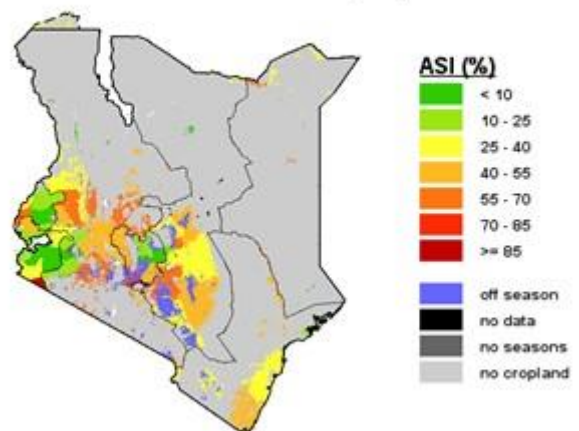 ASI (%)
< 10
10 - 25
25 - 40
40 - 55
55 - 70
70 - 85
>= 85
off season
no data
no seasons
no cropland